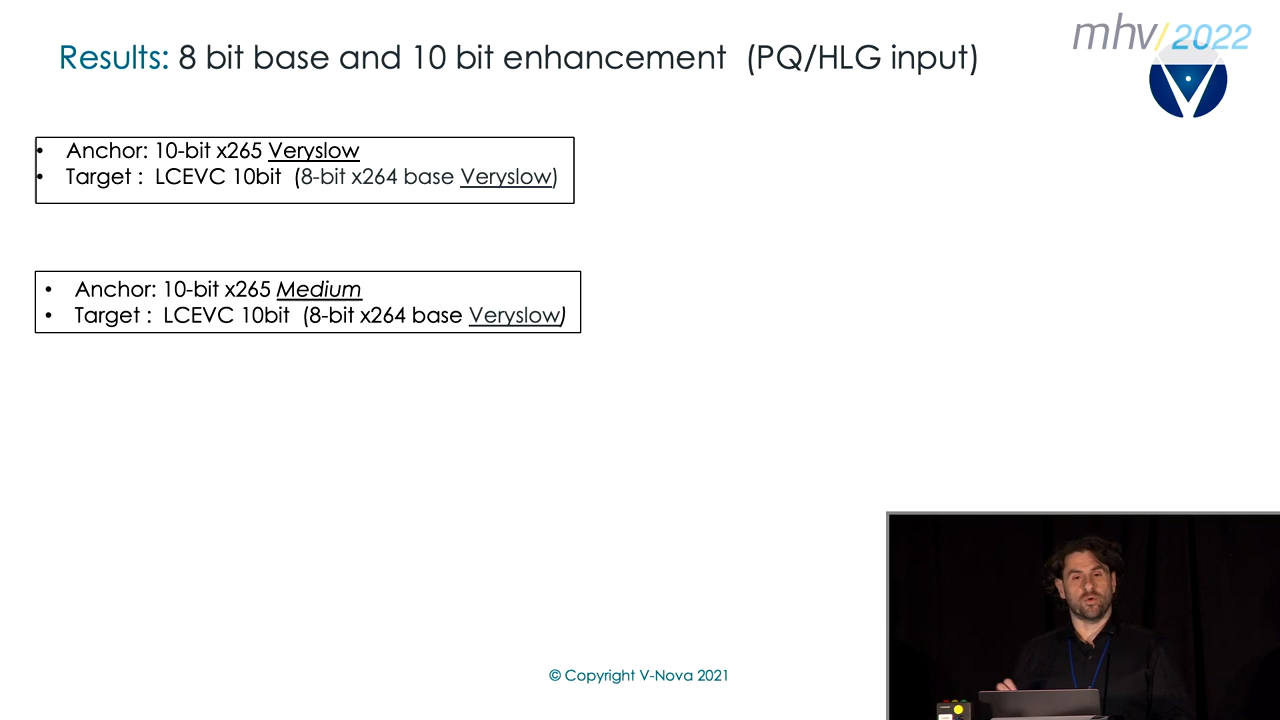 mhv/2022
Results: 8 bit base and 10 bit enhancement (PQ/HLG input)
• Anchor: 10-bit x265 Veryslow
• Target : LCEVC 10bit (8-bit x264 base Veryslow)
• Anchor: 10-bit x265 Medium
• Target : LCEVC 10bit (8-bit x264 base Veryslow)
© Copyright V-Nova 2021